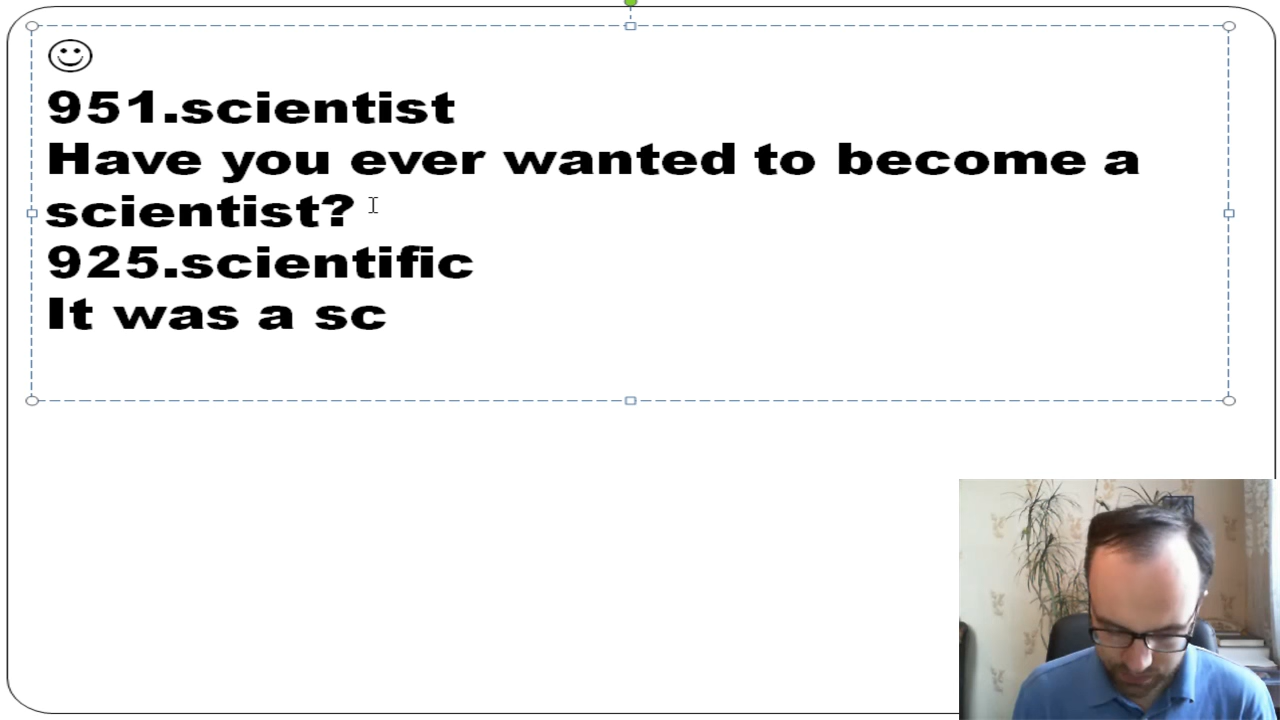 951.scientist
Have you ever wanted to become a
scientist?
925.scientific
It was a sc